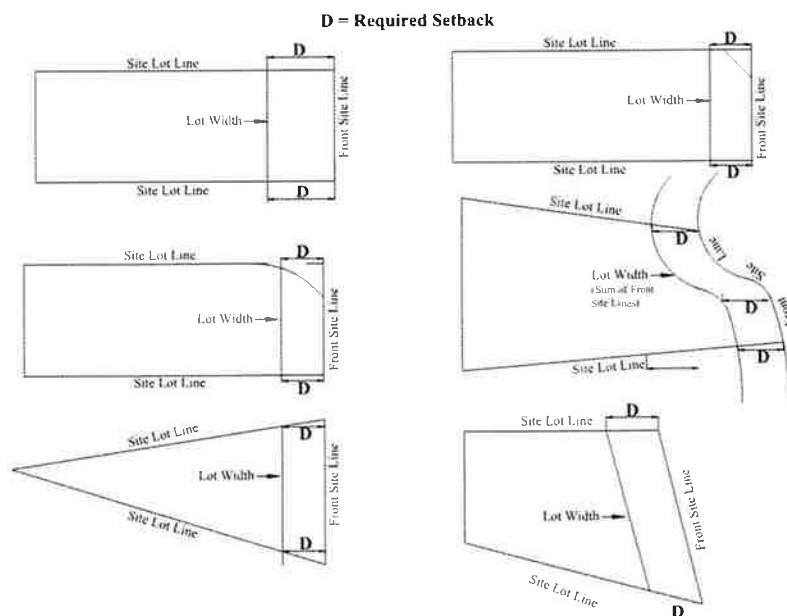 D = Required Setback
D
Site Lot Line
Lot Width
Front Site Line
Site Lot Line
D
D
Site Lot Line
Lot Width
Front Site Line
Site Lot Line
D
D
Site Lot Line
Lot Width
Front Site Line
Site Lot Line
D
Site Lot Line
D
Line
Site
Front
Lot Width
(Sum of Front
Site Lines)
D
D
Site Lot Line
Site Lot Line
D
Lot Width
Front Site Line
Site Lot Line
D
D
Site Lot Line
Lot Width
Front Site Line
Site Lot Line
D